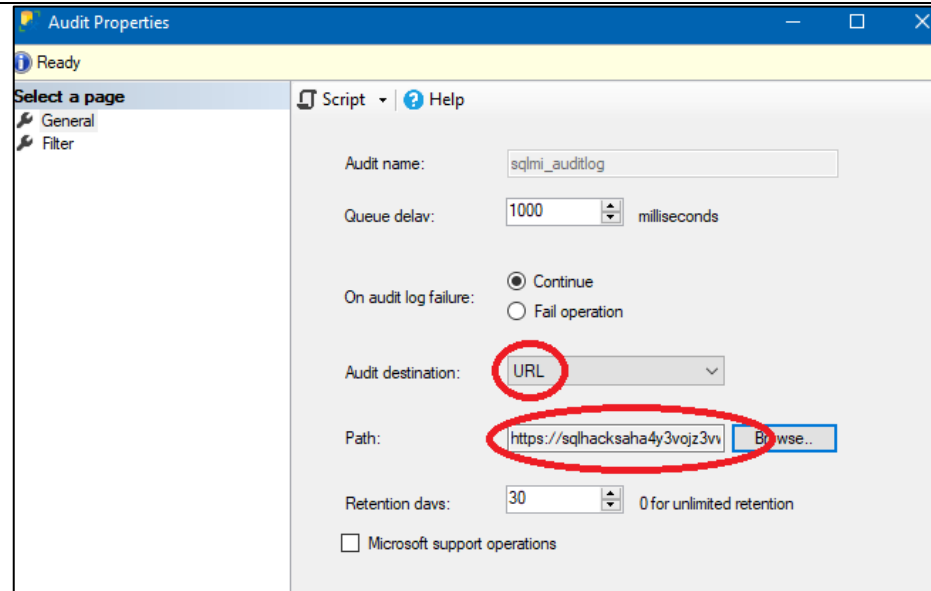 Audit Properties
Ready
Select a page
General
Filter
Script Help
Audit name: sqlmi_auditlog
Queue delay: 1000 milliseconds
On audit log failure: Continue
Fail operation
Audit destination: URL
Path: https://sqlhacksaha4y3vojz3v Browse..
Retention days: 30 0 for unlimited retention
Microsoft support operations